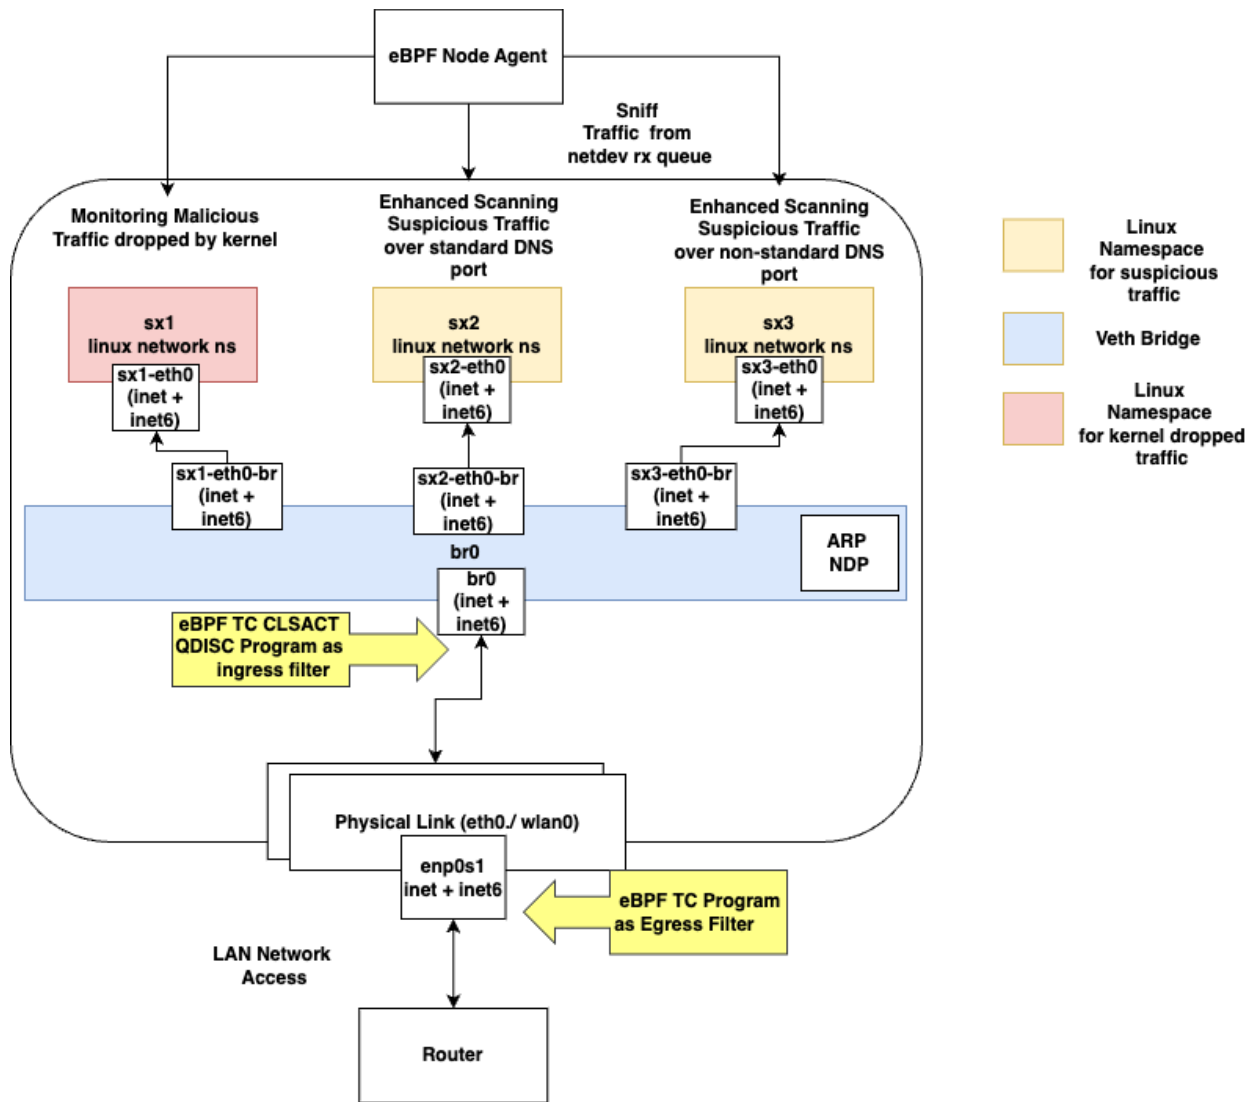 eBPF Node Agent
Sniff
Traffic from
netdev rx queue
Monitoring Malicious
Traffic dropped by kernel
Enhanced Scanning
Suspicious Traffic
over standard DNS
port
Enhanced Scanning
Suspicious Traffic
over non-standard DNS
port
sx1
linux network ns
sx1-eth0
(inet +
inet6)
sx2
linux network ns
sx2-eth0
(inet +
inet6)
sx3
linux network ns
sx3-eth0
(inet +
inet6)
sx1-eth0-br
(inet +
inet6)
sx2-eth0-br
(inet +
inet6)
sx3-eth0-br
(inet +
inet6)
ARP
NDP
br0
br0
(inet +
inet6)
eBPF TC CLSACT
QDISC Program as
ingress filter
Physical Link (eth0./ wlan0)
enp0s1
inet + inet6
eBPF TC Program
as Egress Filter
LAN Network
Access
Router
Linux
Namespace
for suspicious
traffic
Veth Bridge
Linux
Namespace
for kernel dropped
traffic